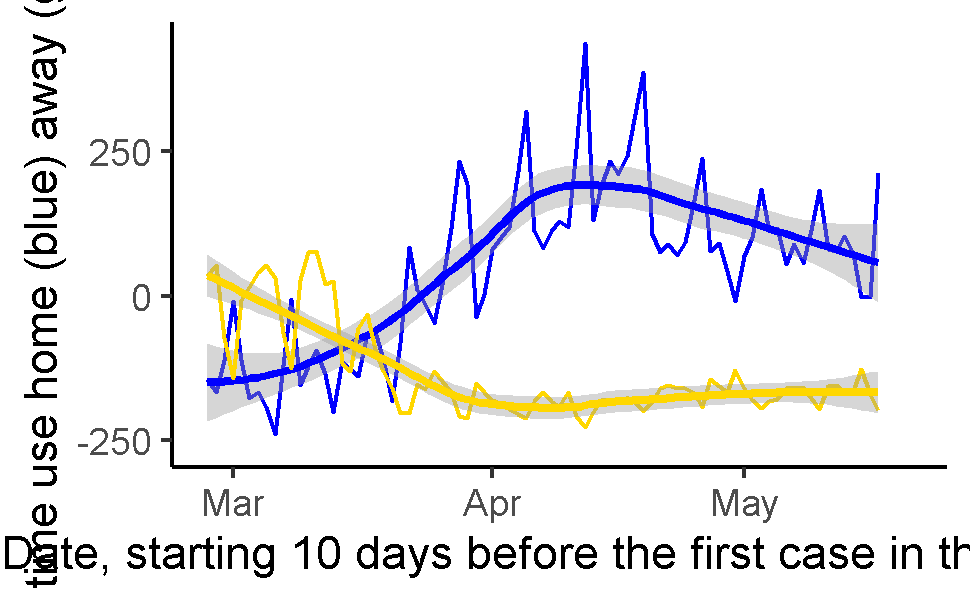 time use home (blue) away (
250
0
-250
Mar Apr May
Date, starting 10 days before the first case in th